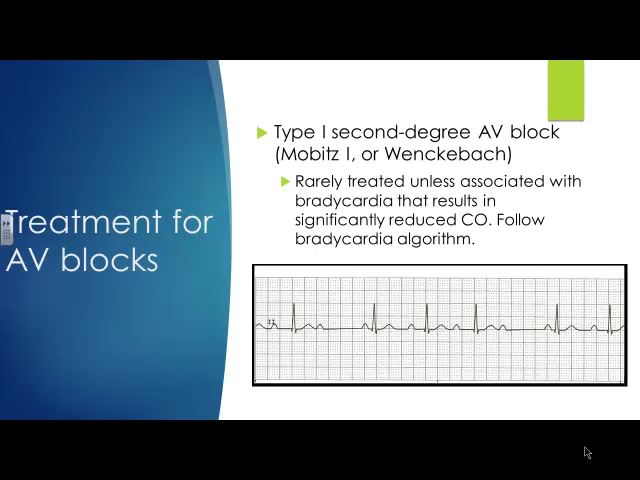 Treatment for
AV blocks
Type I second-degree AV block
(Mobitz I, or Wenckebach)
Rarely treated unless associated with
bradycardia that results in
significantly reduced CO. Follow
bradycardia algorithm.